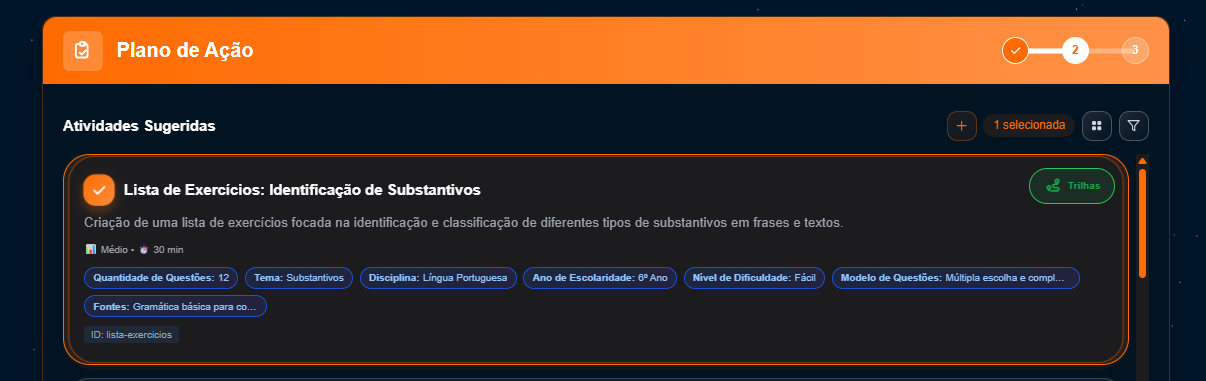 Plano de Ação
2
3
Atividades Sugeridas
1 selecionada
Lista de Exercícios: Identificação de Substantivos
Trilhas
Criação de uma lista de exercícios focada na identificação e classificação de diferentes tipos de substantivos em frases e textos.
Médio • 30 min
Quantidade de Questões: 12 Tema: Substantivos Disciplina: Língua Portuguesa Ano de Escolaridade: 6º Ano Nível de Dificuldade: Fácil Modelo de Questões: Múltipla escolha e compl...
Fontes: Gramática básica para co...
ID: lista-exercicios